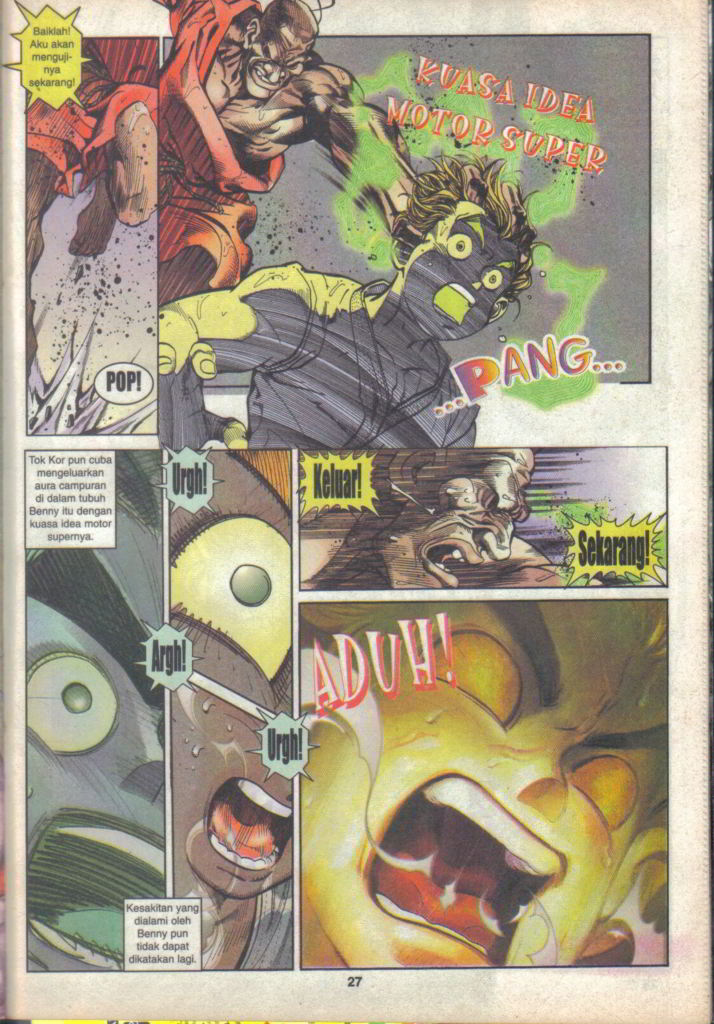 Baiklah!
Aku akan
menguji-
nya
sekarang!
KUASA IDEA
MOTOR SUPER
POP!
...PANG...
Tok Kor pun cuba
mengeluarkan
aura campuran
di dalam tubuh
Benny itu dengan
kuasa idea motor
supernya.
Urgh!
Argh!
Urgh!
Kesakitan yang
dialami oleh
Benny pun
tidak dapat
dikatakan lagi.
Keluar!
Sekarang!
ADUH!
27